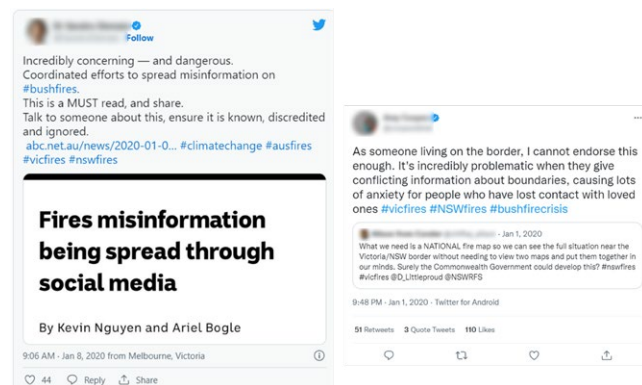 Follow
Incredibly concerning — and dangerous.
Coordinated efforts to spread misinformation on
#bushfires.
This is a MUST read, and share.
Talk to someone about this, ensure it is known, discredited
and ignored.
abc.net.au/news/2020-01-0... #climatechange #ausfires
#vicfires #nswfires
Fires misinformation
being spread through
social media
By Kevin Nguyen and Ariel Bogle
9:06 AM · Jan 8, 2020 from Melbourne, Victoria
44 Reply Share
As someone living on the border, I cannot endorse this
enough. It's incredibly problematic when they give
conflicting information about boundaries, causing lots
of anxiety for people who have lost contact with loved
ones #vicfires #NSWfires #bushfirecrisis
- Jan 1, 2020
What we need is a NATIONAL fire map so we can see the full situation near the
Victoria/NSW border without needing to view two maps and put them together in
our minds. Surely the Commonwealth Government could develop this? #nswfires
#vicfires @D_Littleproud @NSWRFS
9:48 PM · Jan 1, 2020 · Twitter for Android
51 Retweets 3 Quote Tweets 110 Likes